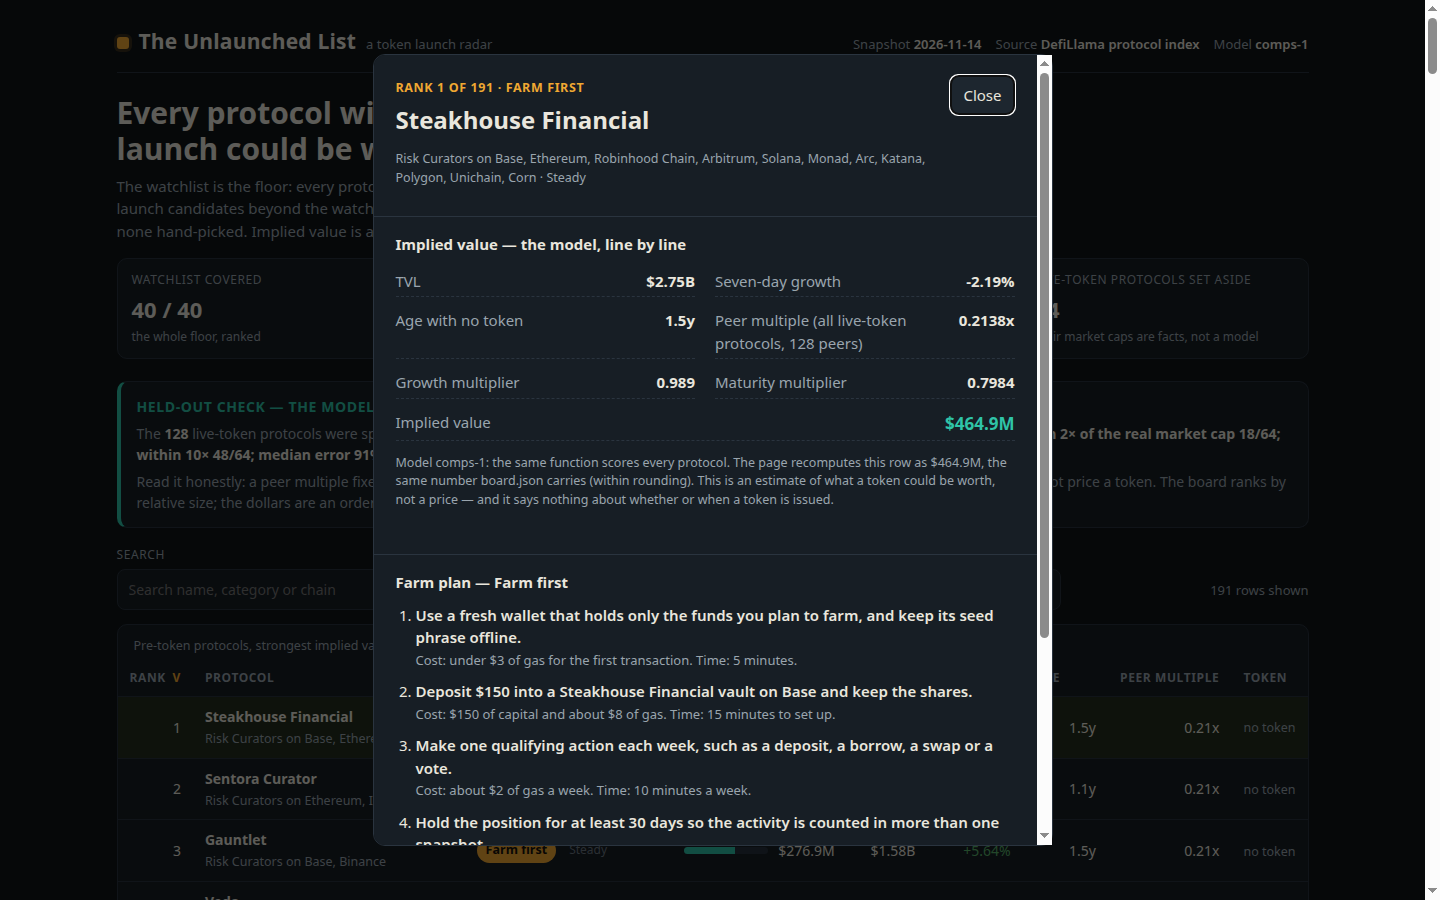 The Unlaunched List a token launch radar
Snapshot 2026-11-14 Source DefiLlama protocol index Model comps-1
Every protocol wi
launch could be w
The watchlist is the floor: every proto
launch candidates beyond the watch
none hand-picked. Implied value is a
WATCHLIST COVERED
40 / 40
the whole floor, ranked
E-TOKEN PROTOCOLS SET ASIDE
4
ir market caps are facts, not a model
HELD-OUT CHECK — THE MODEL
The 128 live-token protocols were sp
within 10× 48/64; median error 91%
Read it honestly: a peer multiple fixe
relative size; the dollars are an order
n 2× of the real market cap 18/64;
ot price a token. The board ranks by
SEARCH
Search name, category or chain
191 rows shown
Pre-token protocols, strongest implied va
RANK V PROTOCOL
E PEER MULTIPLE TOKEN
1 Steakhouse Financial
Risk Curators on Base, Ethere
1.5y 0.21x no token
2 Sentora Curator
Risk Curators on Ethereum, I
1.1y 0.21x no token
3 Gauntlet
Risk Curators on Base, Binance
Farm first Steady $276.9M $1.58B +5.64% 1.5y 0.21x no token
RANK 1 OF 191 · FARM FIRST
Close
Steakhouse Financial
Risk Curators on Base, Ethereum, Robinhood Chain, Arbitrum, Solana, Monad, Arc, Katana,
Polygon, Unichain, Corn · Steady
Implied value — the model, line by line
TVL $2.75B Seven-day growth -2.19%
Age with no token 1.5y Peer multiple (all live-token 0.2138x
protocols, 128 peers)
Growth multiplier 0.989 Maturity multiplier 0.7984
Implied value $464.9M
Model comps-1: the same function scores every protocol. The page recomputes this row as $464.9M, the
same number board.json carries (within rounding). This is an estimate of what a token could be worth,
not a price — and it says nothing about whether or when a token is issued.
Farm plan — Farm first
1. Use a fresh wallet that holds only the funds you plan to farm, and keep its seed
phrase offline.
Cost: under $3 of gas for the first transaction. Time: 5 minutes.
2. Deposit $150 into a Steakhouse Financial vault on Base and keep the shares.
Cost: $150 of capital and about $8 of gas. Time: 15 minutes to set up.
3. Make one qualifying action each week, such as a deposit, a borrow, a swap or a
vote.
Cost: about $2 of gas a week. Time: 10 minutes a week.
4. Hold the position for at least 30 days so the activity is counted in more than one
snapshot.